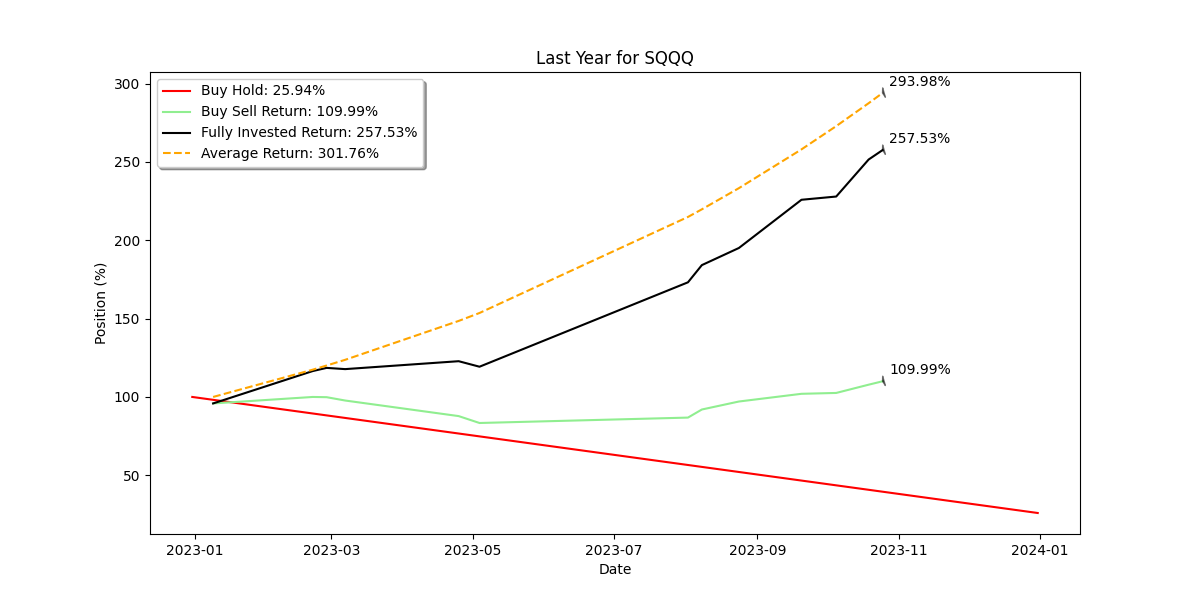 Last Year for SQQQ
Buy Hold: 25.94%
Buy Sell Return: 109.99%
Fully Invested Return: 257.53%
Average Return: 301.76%
293.98%
257.53%
109.99%
300
250
200
150
100
50
Position (%)
2023-01 2023-03 2023-05 2023-07 2023-09 2023-11 2024-01
Date